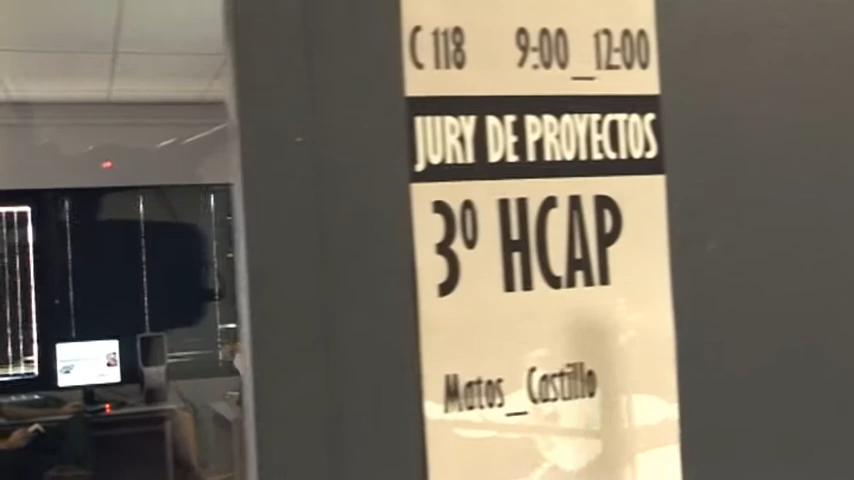 C 118 9:00_12:00
JURY DE PROYECTOS
3º HCAP
Matos_Castillo